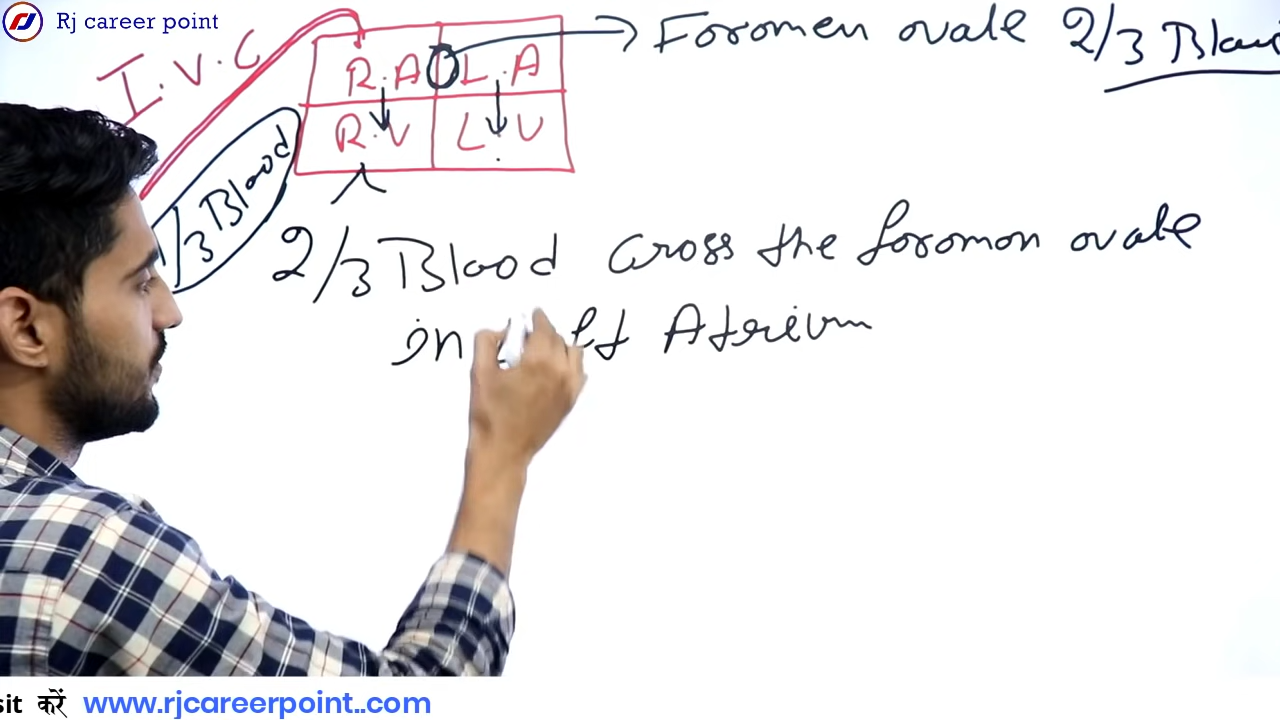 Rj career point
I.V.C
R.A L.A
R.V L.V
Foromen ovale 2/3
1/3 Blood
2/3 Blood cross the foromon ovale
in Atrium
sit करें www.rjcareerpoint.com